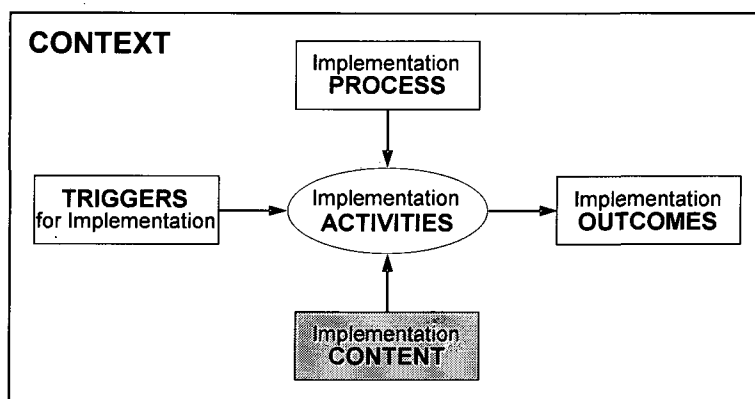 CONTEXT
Implementation
PROCESS
TRIGGERS
for Implementation
Implementation
ACTIVITIES
Implementation
OUTCOMES
Implementation
CONTENT